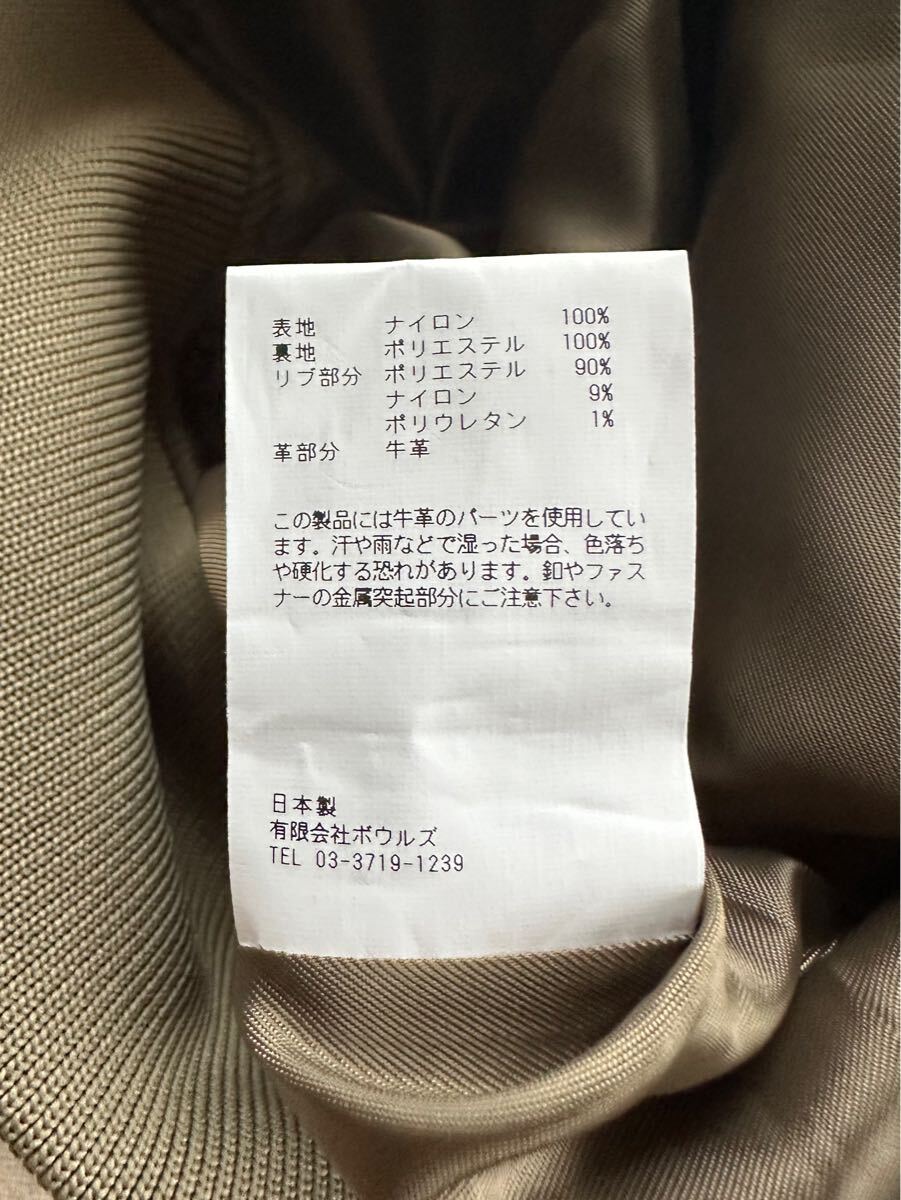 表地 ナイロン 100%
裏地 ポリエステル 100%
リブ部分 ポリエステル 90%
ナイロン 9%
ポリウレタン 1%
革部分 牛革
この製品には牛革のパーツを使用してい
ます。汗や雨などで湿った場合、色落ち
や硬化する恐れがあります。釦やファス
ナーの金属突起部分にご注意下さい。
日本製
有限会社ボウルズ
TEL 03-3719-1239